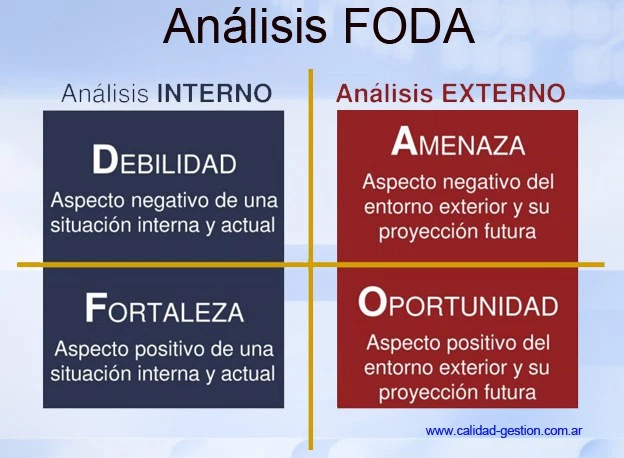 Análisis FODA
Análisis INTERNO
Análisis EXTERNO
DEBILIDAD
Aspecto negativo de una
situación interna y actual
AMENAZA
Aspecto negativo del
entorno exterior y su
proyección futura
FORTALEZA
Aspecto positivo de una
situación interna y actual
OPORTUNIDAD
Aspecto positivo del
entorno exterior y su
proyección futura
www.calidad-gestion.com.ar